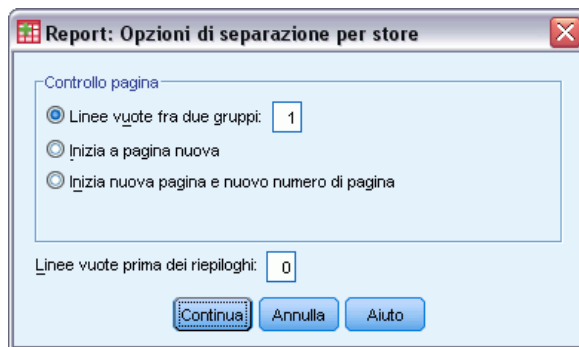 Report: Opzioni di separazione per store
Controllo pagina
Linee vuote fra due gruppi: 1
Inizia a pagina nuova
Inizia nuova pagina e nuovo numero di pagina
Linee vuote prima dei riepiloghi: 0
Continua Annulla Aiuto